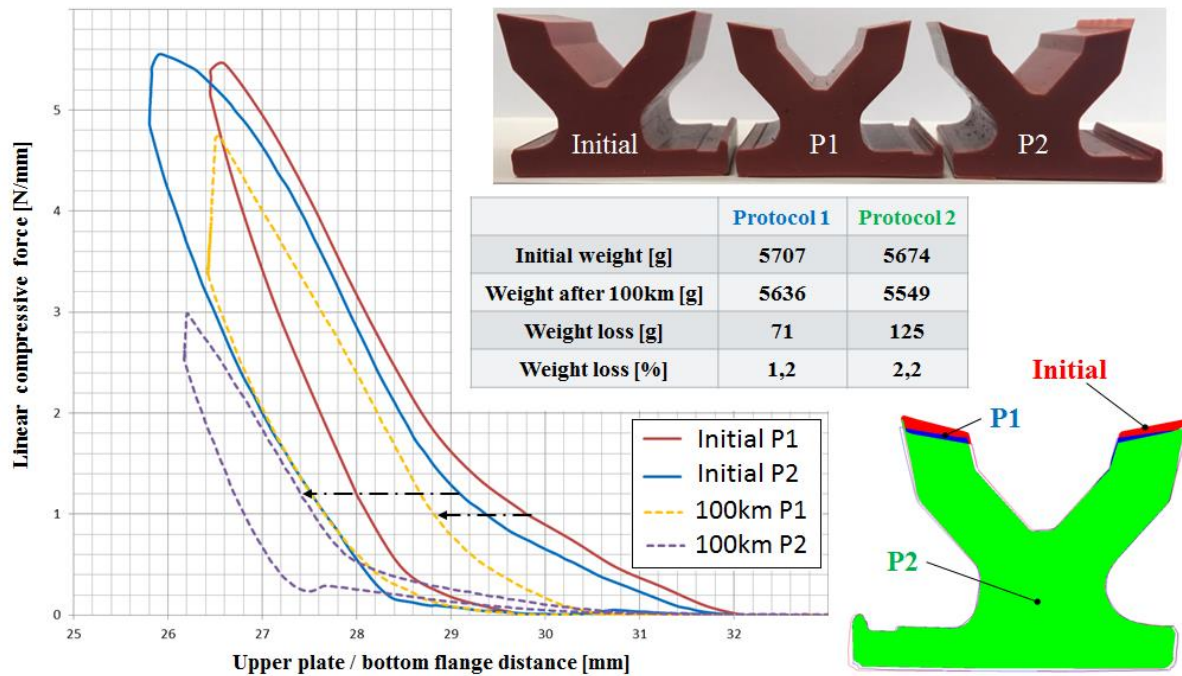 Linear compressive force [N/mm]
5
4
3
2
1
0
25 26 27 28 29 30 31 32
Upper plate / bottom flange distance [mm]
Initial P1
Initial P2
100km P1
100km P2
Initial P1 P2
Protocol 1 Protocol 2
Initial weight [g] 5707 5674
Weight after 100km [g] 5636 5549
Weight loss [g] 71 125
Weight loss [%] 1,2 2,2
Initial
P1
P2